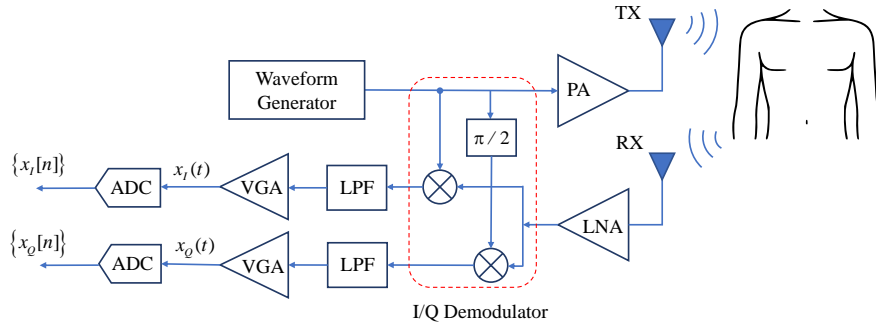 TX
Waveform
Generator
PA
π / 2
RX
{x_I[n]}
ADC
x_I(t)
VGA
LPF
LNA
{x_Q[n]}
ADC
x_Q(t)
VGA
LPF
I/Q Demodulator